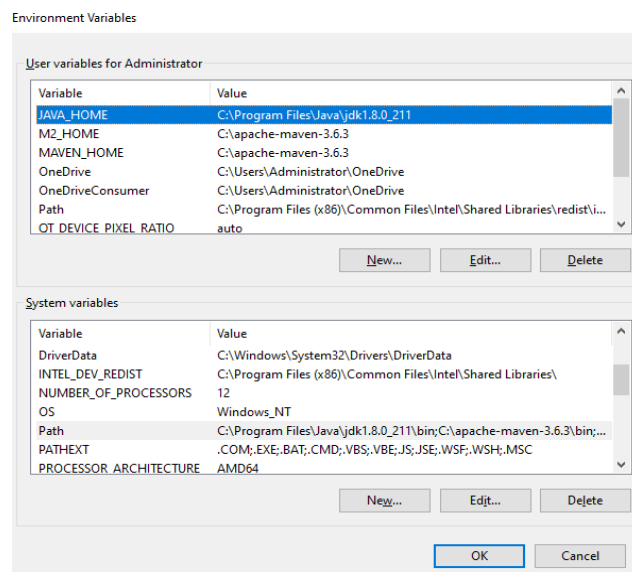 Environment Variables
User variables for Administrator
Variable Value
JAVA_HOME C:\Program Files\Java\jdk1.8.0_211
M2_HOME C:\apache-maven-3.6.3
MAVEN_HOME C:\apache-maven-3.6.3
OneDrive C:\Users\Administrator\OneDrive
OneDriveConsumer C:\Users\Administrator\OneDrive
Path C:\Program Files (x86)\Common Files\Intel\Shared Libraries\redist\i...
QT_DEVICE_PIXEL_RATIO auto
New... Edit... Delete
System variables
Variable Value
DriverData C:\Windows\System32\Drivers\DriverData
INTEL_DEV_REDIST C:\Program Files (x86)\Common Files\Intel\Shared Libraries\
NUMBER_OF_PROCESSORS 12
OS Windows_NT
Path C:\Program Files\Java\jdk1.8.0_211\bin;C:\apache-maven-3.6.3\bin;...
PATHEXT .COM;.EXE;.BAT;.CMD;.VBS;.VBE;.JS;.JSE;.WSF;.WSH;.MSC
PROCESSOR_ARCHITECTURE AMD64
New... Edit... Delete
OK Cancel